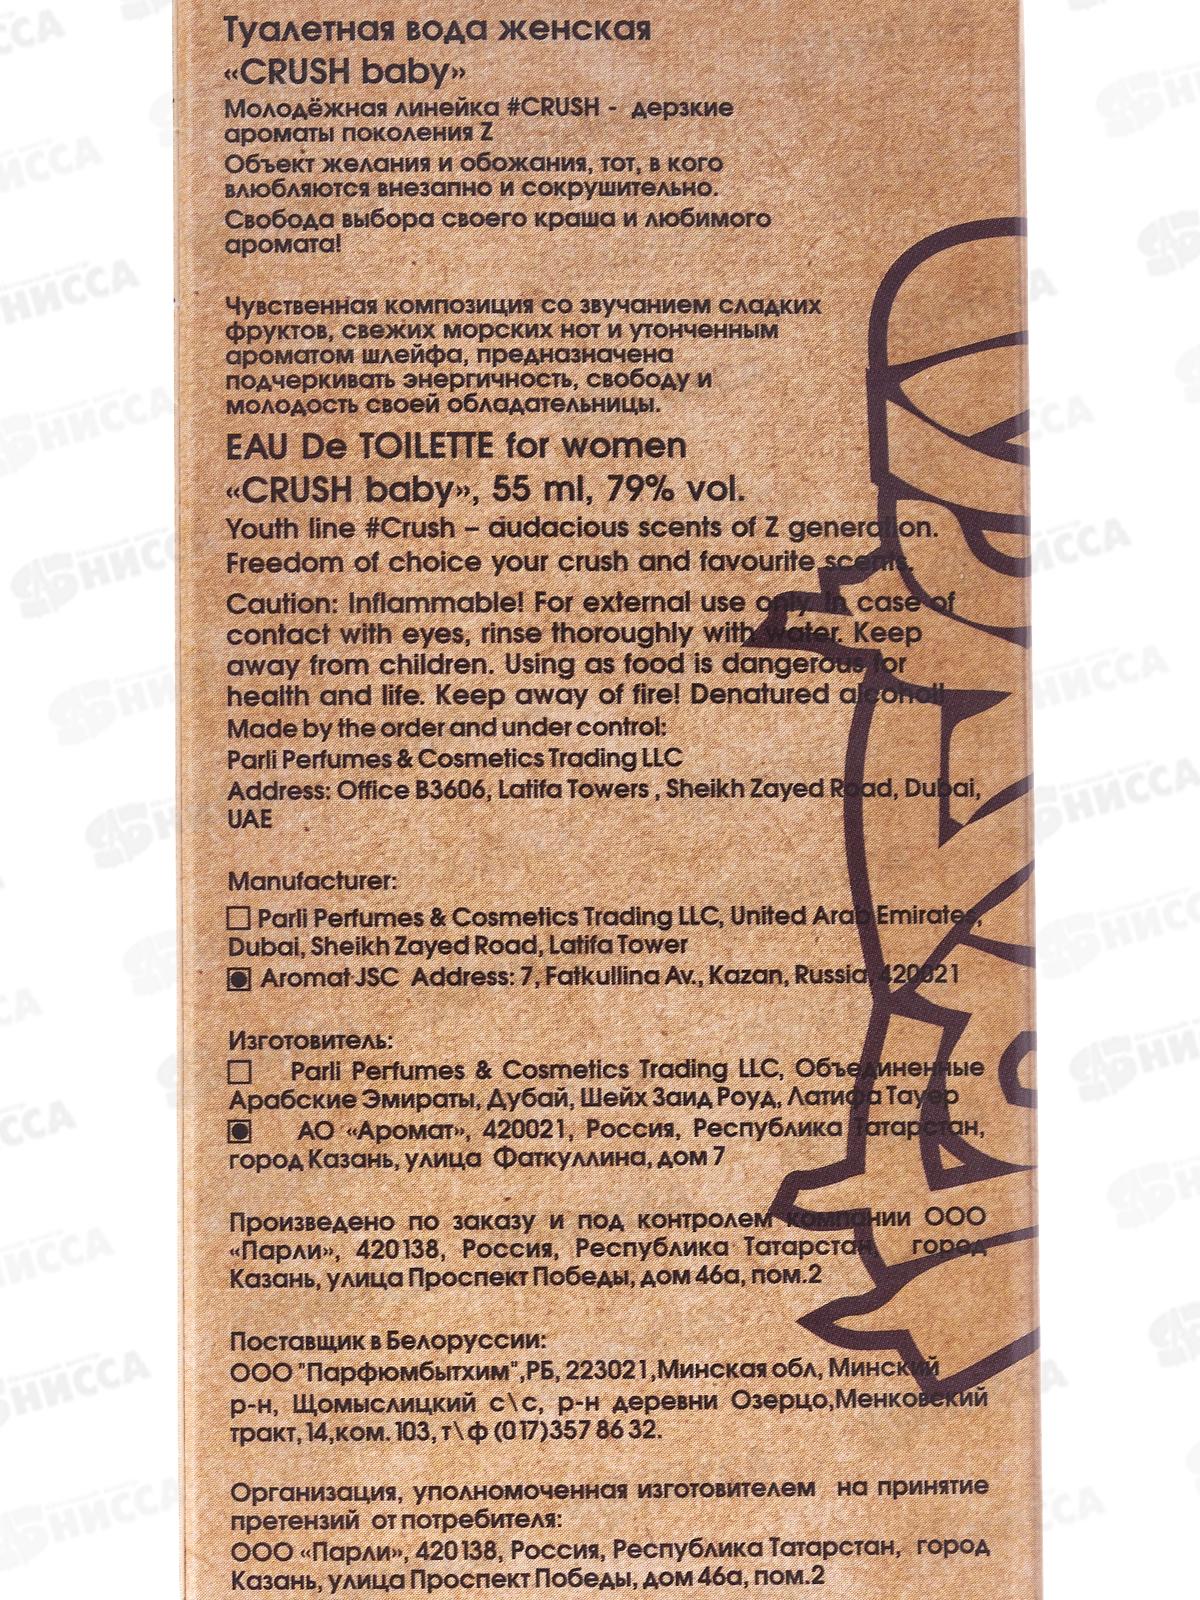 Туалетная вода женская
«CRUSH baby»
Молодёжная линейка #CRUSH - дерзкие
ароматы поколения Z
Объект желания и обожания, тот, в кого
влюбляются внезапно и сокрушительно.
Свобода выбора своего краша и любимого
аромата!
Чувственная композиция со звучанием сладких
фруктов, свежих морских нот и утонченным
ароматом шлейфа, предназначена
подчеркивать энергичность, свободу и
молодость своей обладательницы.
EAU De TOILETTE for women
«CRUSH baby», 55 ml, 79% vol.
Youth line #Crush – audacious scents of Z generation.
Freedom of choice your crush and favourite scents.
Caution: Inflammable! For external use only. In case of
contact with eyes, rinse thoroughly with water. Keep
away from children. Using as food is dangerous for
health and life. Keep away of fire! Denatured alcohol!
Made by the order and under control:
Parli Perfumes & Cosmetics Trading LLC
Address: Office B3606, Latifa Towers , Sheikh Zayed Road, Dubai,
UAE
Manufacturer:
Parli Perfumes & Cosmetics Trading LLC, United Arab Emirates,
Dubai, Sheikh Zayed Road, Latifa Tower
Aromat JSC Address: 7, Fatkullina Av., Kazan, Russia, 420021
Изготовитель:
Parli Perfumes & Cosmetics Trading LLC, Объединенные
Арабские Эмираты, Дубай, Шейх Заид Роуд, Латифа Тауер
АО «Аромат», 420021, Россия, Республика Татарстан,
город Казань, улица Фаткуллина, дом 7
Произведено по заказу и под контролем компании ООО
«Парли», 420138, Россия, Республика Татарстан, город
Казань, улица Проспект Победы, дом 46а, пом.2
Поставщик в Белоруссии:
ООО "Парфюмбытхим",РБ, 223021,Минская обл, Минский
р-н, Щомыслицкий с\с, р-н деревни Озерцо,Менковский
тракт,14,ком. 103, т\ф (017)357 86 32.
Организация, уполномоченная изготовителем на принятие
претензий от потребителя:
ООО «Парли», 420138, Россия, Республика Татарстан, город
Казань, улица Проспект Победы, дом 46а, пом.2